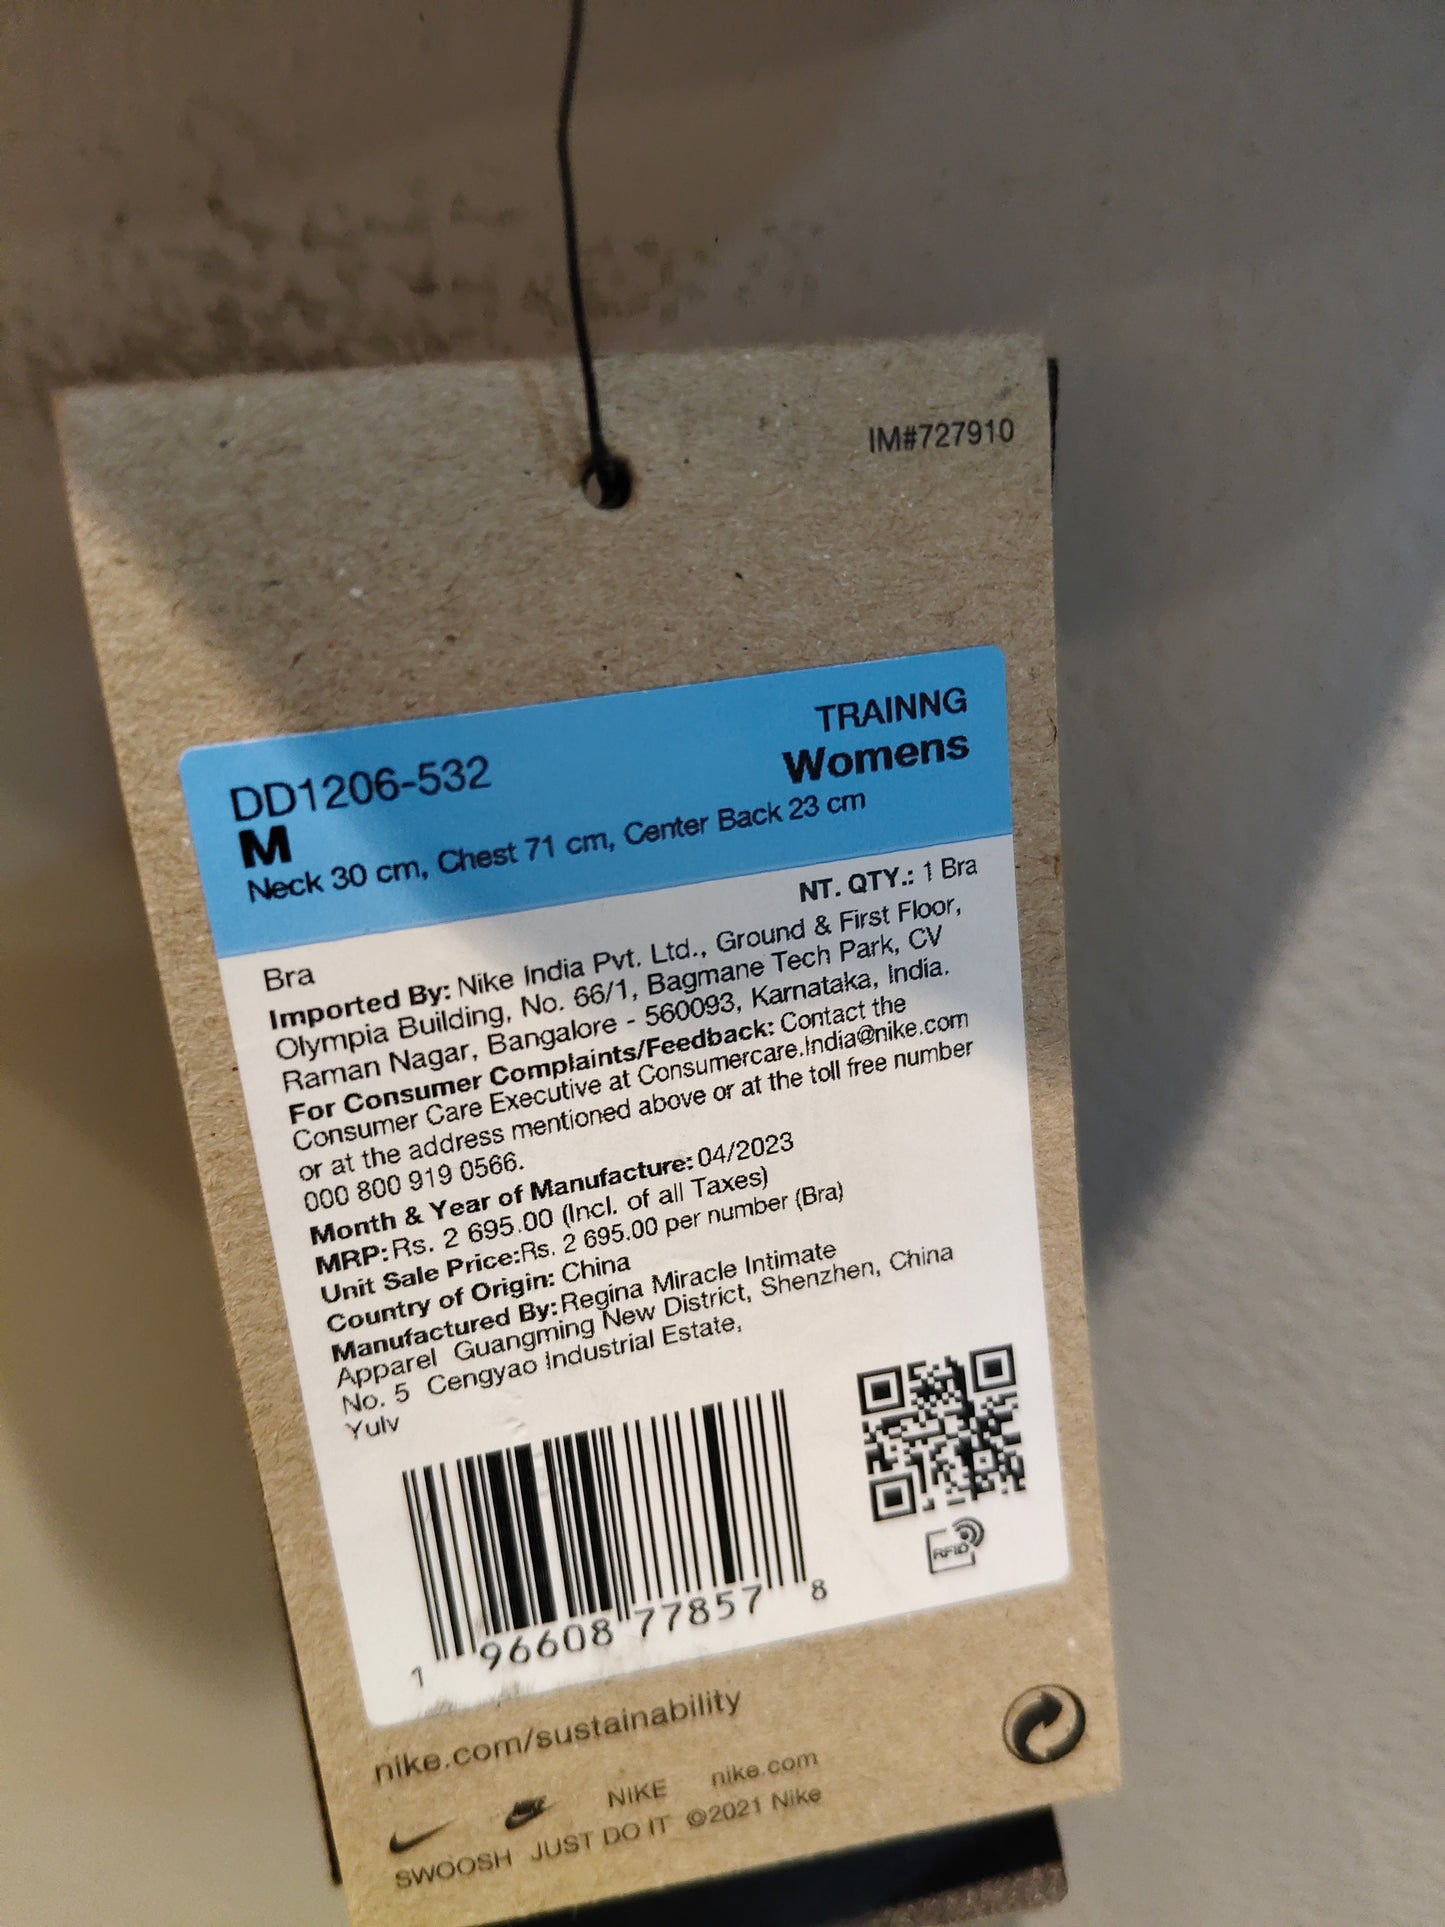 IM#727910
TRAINNG
DD1206-532
Womens
M
Neck 30 cm, Chest 71 cm, Center Back 23 cm
NT. QTY.: 1 Bra
Bra
Imported By: Nike India Pvt. Ltd., Ground & First Floor,
Olympia Building, No. 66/1, Bagmane Tech Park, CV
Raman Nagar, Bangalore - 560093, Karnataka, India.
For Consumer Complaints/Feedback: Contact the
Consumer Care Executive at Consumercare.India@nike.com
or at the address mentioned above or at the toll free number
000 800 919 0566.
Month & Year of Manufacture: 04/2023
MRP: Rs. 2 695.00 (Incl. of all Taxes)
Unit Sale Price:Rs. 2 695.00 per number (Bra)
Country of Origin: China
Manufactured By: Regina Miracle Intimate
Apparel Guangming New District, Shenzhen, China
No. 5 Cengyao Industrial Estate,
Yulv
1 96608 77857 8
RFID
nike.com/sustainability
NIKE NIKE nike.com
SWOOSH JUST DO IT ©2021 Nike